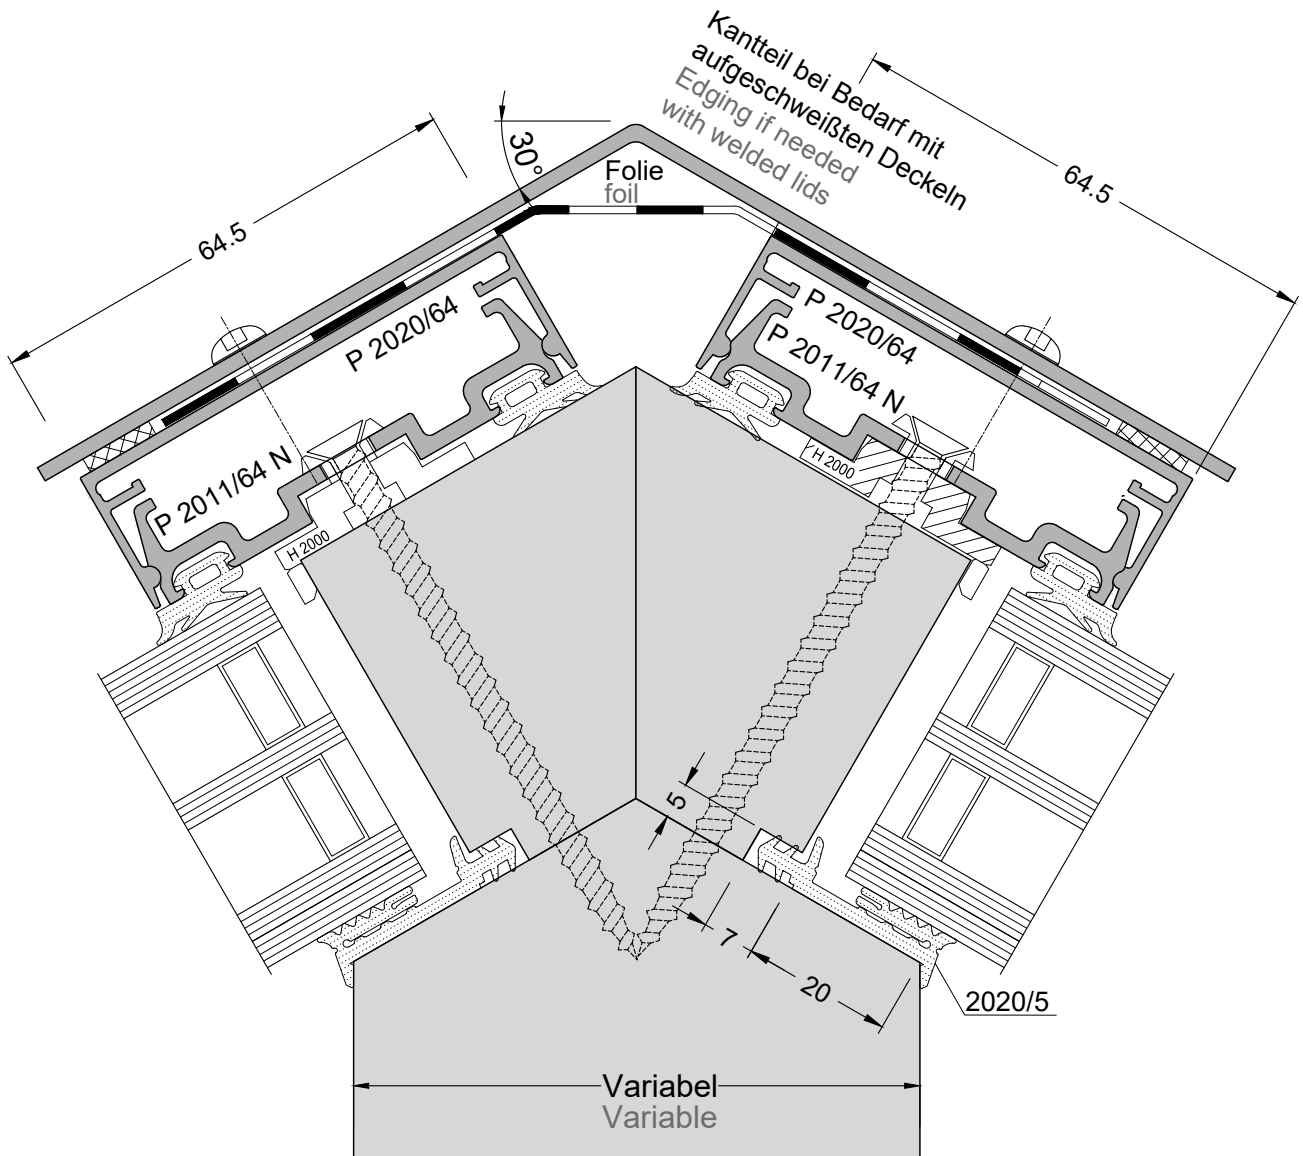 Kantteil bei Bedarf mit
aufgeschweißten Deckeln
Edging if needed
with welded lids
64.5
64.5
30°
Folie
foil
P 2020/64
P 2011/64 N
P 2020/64
P 2011/64 N
H 2000
H 2000
5
7
20
2020/5
Variabel
Variable